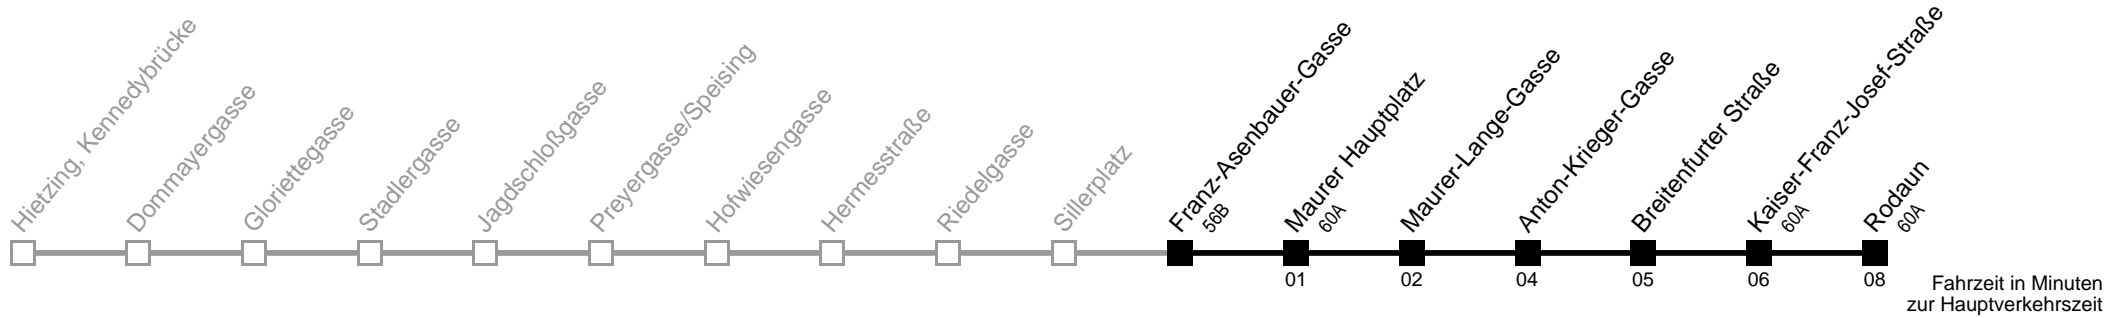 Hietzing, Kennedybrücke
Dommayergasse
Gloriettegasse
Stadlergasse
Jagdschloßgasse
Preyergasse/Speising
Hofwiesengasse
Hermesstraße
Riedelgasse
Sillerplatz
Franz-Asenbauer-Gasse
56B
Maurer Hauptplatz
60A
Maurer-Lange-Gasse
Anton-Krieger-Gasse
Breitenfurter Straße
Kaiser-Franz-Josef-Straße
60A
Rodaun
60A
01
02
04
05
06
08
Fahrzeit in Minuten
zur Hauptverkehrszeit